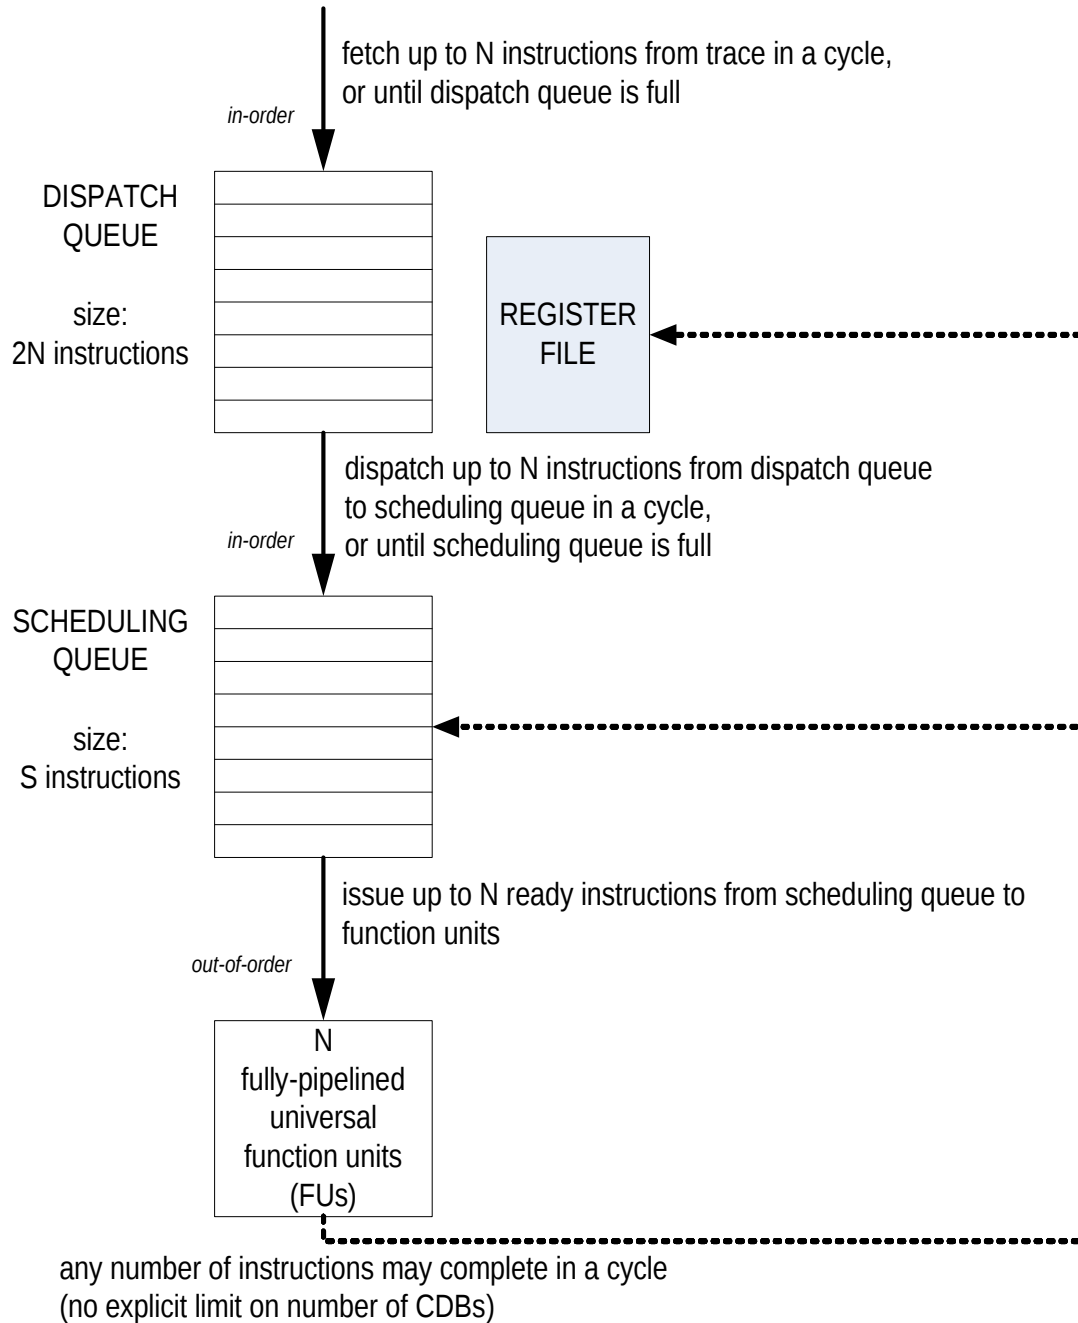 fetch up to N instructions from trace in a cycle,
or until dispatch queue is full
in-order
DISPATCH
QUEUE
size:
2N instructions
REGISTER
FILE
dispatch up to N instructions from dispatch queue
to scheduling queue in a cycle,
or until scheduling queue is full
in-order
SCHEDULING
QUEUE
size:
S instructions
issue up to N ready instructions from scheduling queue to
function units
out-of-order
N
fully-pipelined
universal
function units
(FUs)
any number of instructions may complete in a cycle
(no explicit limit on number of CDBs)